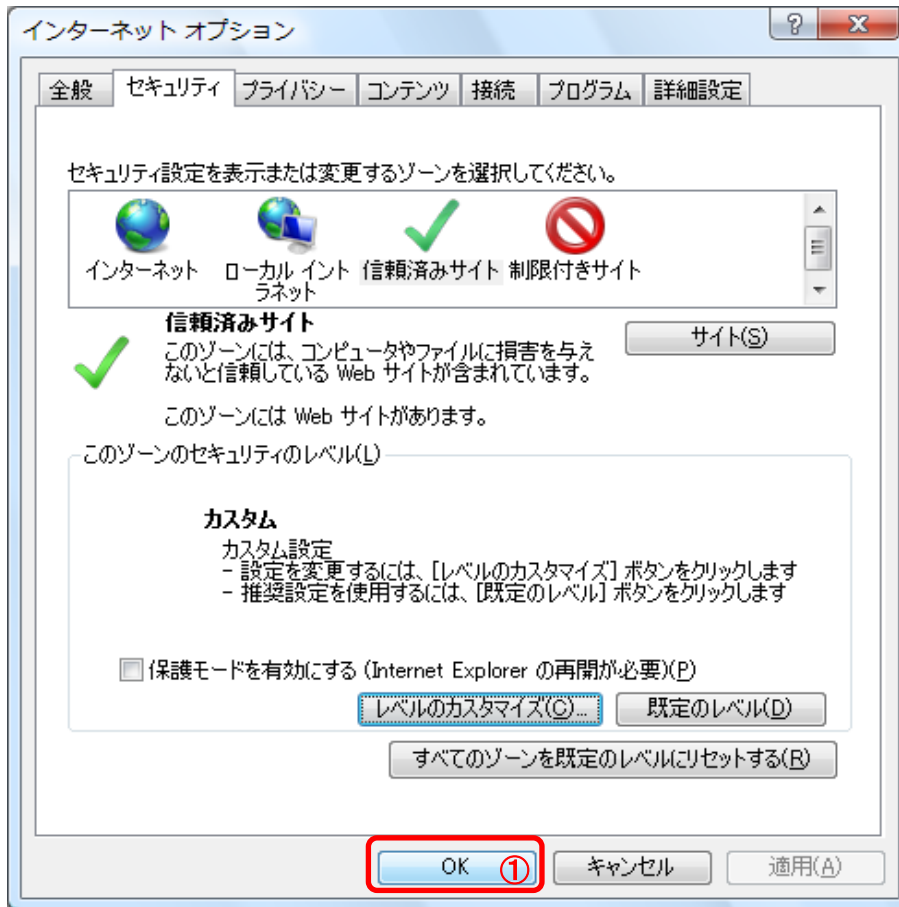 インターネット オプション
全般 セキュリティ プライバシー コンテンツ 接続 プログラム 詳細設定
セキュリティ設定を表示または変更するゾーンを選択してください。
インターネット ローカル イント 信頼済みサイト 制限付きサイト
ラネット
信頼済みサイト
サイト(S)
このゾーンには、コンピュータやファイルに損害を与え
ないと信頼している Web サイトが含まれています。
このゾーンには Web サイトがあります。
このゾーンのセキュリティのレベル(L)
カスタム
カスタム設定
- 設定を変更するには、[レベルのカスタマイズ] ボタンをクリックします
- 推奨設定を使用するには、[既定のレベル] ボタンをクリックします
保護モードを有効にする (Internet Explorer の再開が必要)(P)
レベルのカスタマイズ(C)... 既定のレベル(D)
すべてのゾーンを既定のレベルにリセットする(R)
OK ① キャンセル 適用(A)